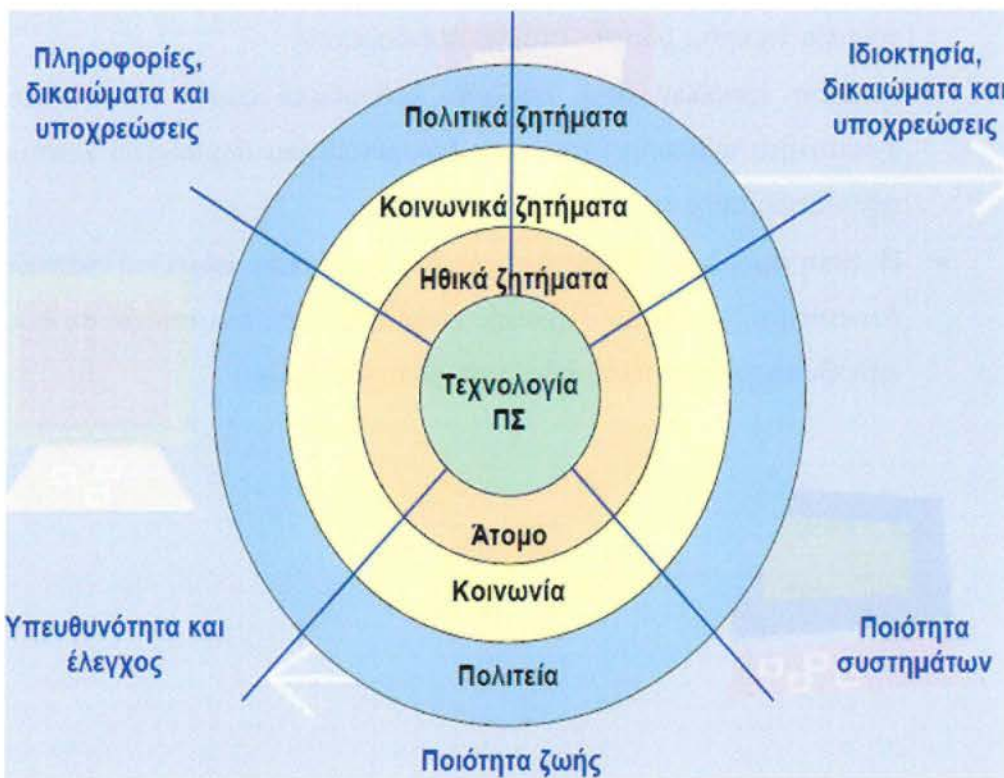 Πληροφορίες,
δικαιώματα και
υποχρεώσεις
Ιδιοκτησία,
δικαιώματα και
υποχρεώσεις
Πολιτικά ζητήματα
Κοινωνικά ζητήματα
Ηθικά ζητήματα
Τεχνολογία
ΠΣ
Άτομο
Κοινωνία
Πολιτεία
Υπευθυνότητα και
έλεγχος
Ποιότητα
συστημάτων
Ποιότητα ζωής